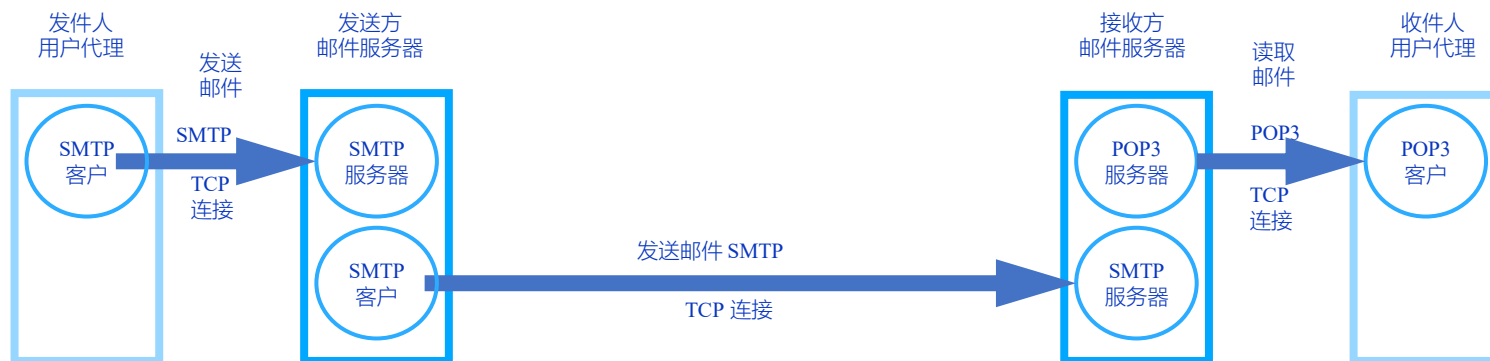 发件人
用户代理
发送
邮件
发送方
邮件服务器
接收方
邮件服务器
读取
邮件
收件人
用户代理
SMTP
客户
SMTP
TCP
连接
SMTP
服务器
POP3
服务器
POP3
TCP
连接
POP3
客户
SMTP
客户
发送邮件 SMTP
TCP 连接
SMTP
服务器